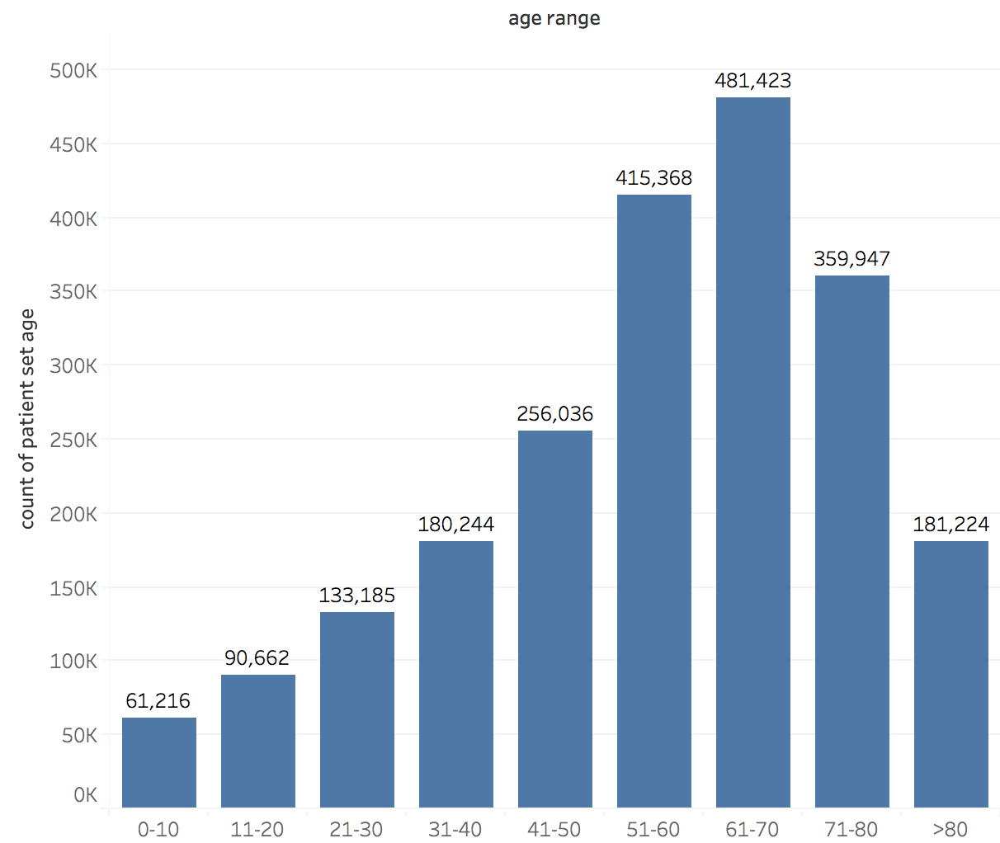 age range
count of patient set age
500K
450K
400K
350K
300K
250K
200K
150K
100K
50K
0K
61,216
90,662
133,185
180,244
256,036
415,368
481,423
359,947
181,224
0-10
11-20
21-30
31-40
41-50
51-60
61-70
71-80
>80